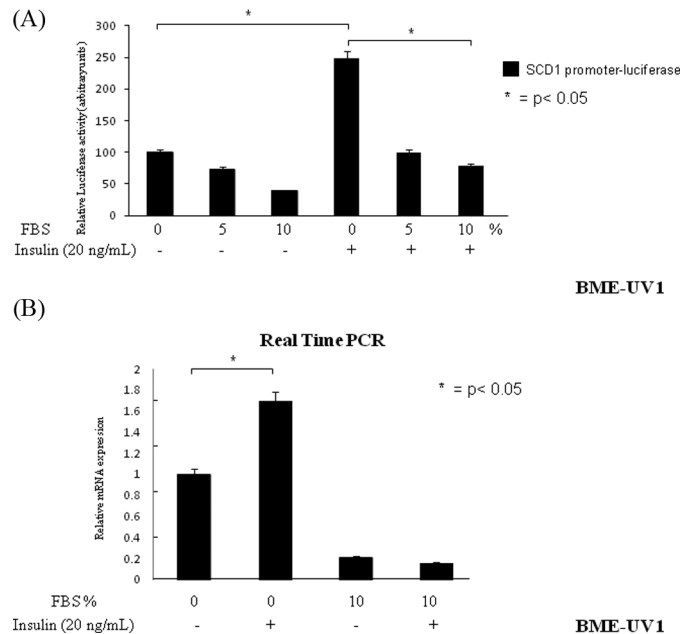 (A)
Relative Luciferase activity (arbitraryunits)
300
250
200
150
100
50
0
*
*
SCD1 promoter-luciferase
* = p< 0.05
FBS 0 5 10 0 5 10 %
Insulin (20 ng/mL) - - - + + +
BME-UV1
(B)
Real Time PCR
Relative mRNA expression
2
1.8
1.6
1.4
1.2
1
0.8
0.6
0.4
0.2
0
*
* = p< 0.05
FBS % 0 0 10 10
Insulin (20 ng/mL) - + - +
BME-UV1